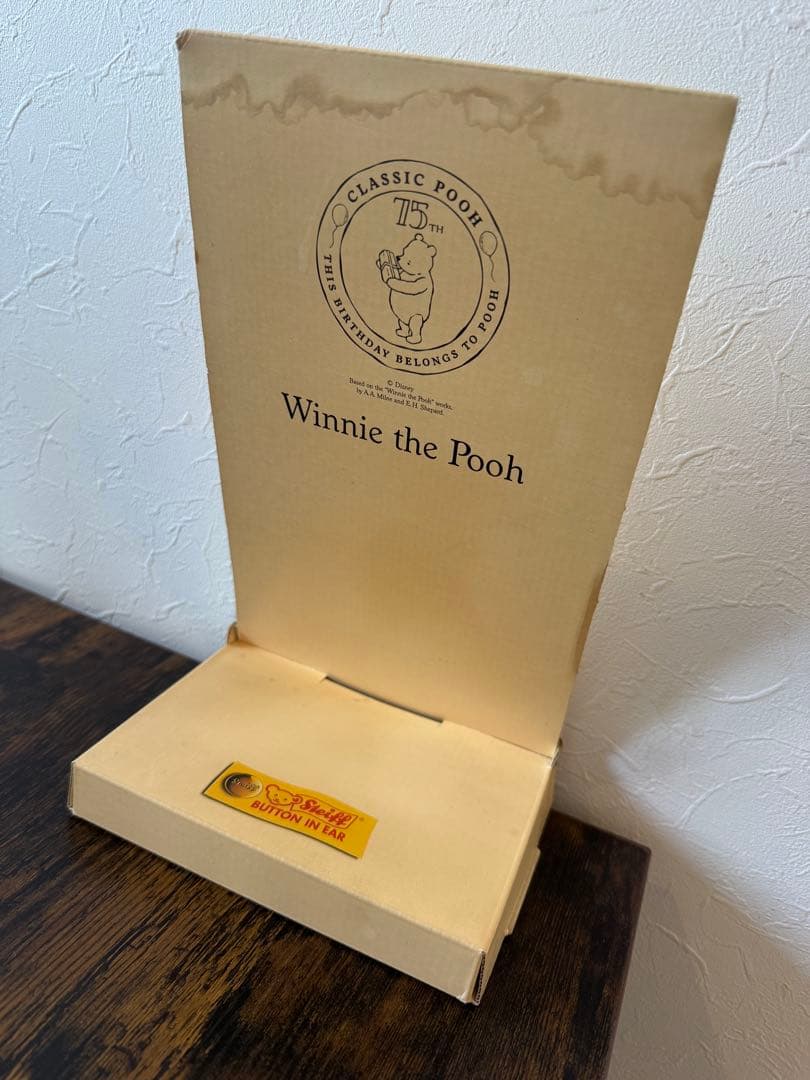 CLASSIC POOH
75TH
THIS BIRTHDAY BELONGS TO POOH
© Disney
Based on the "Winnie the Pooh" works,
by A.A. Milne and E.H. Shepard.
Winnie the Pooh
Steiff
Steiff®
BUTTON IN EAR